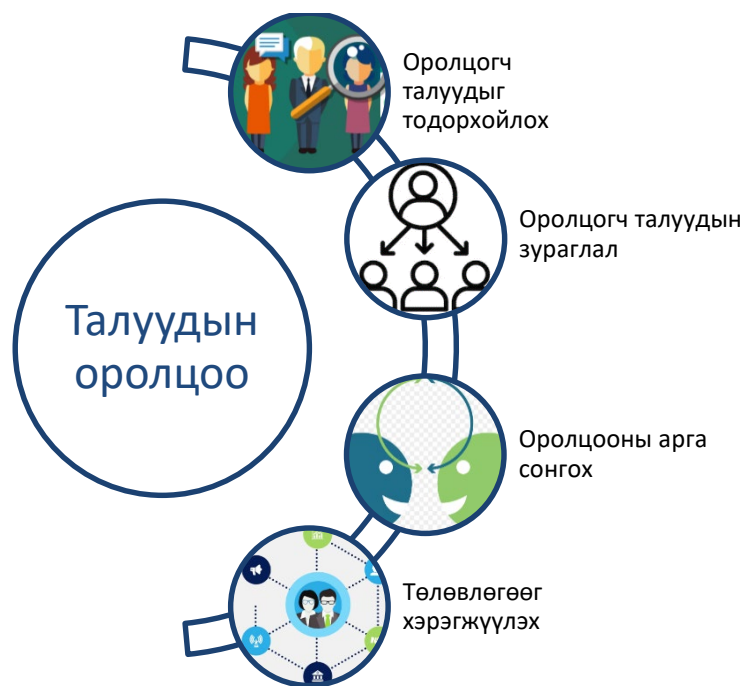 Талуудын
оролцоо
Оролцогч
талуудыг
тодорхойлох
Оролцогч талуудын
зураглал
Оролцооны арга
сонгох
Төлөвлөгөөг
хэрэгжүүлэх